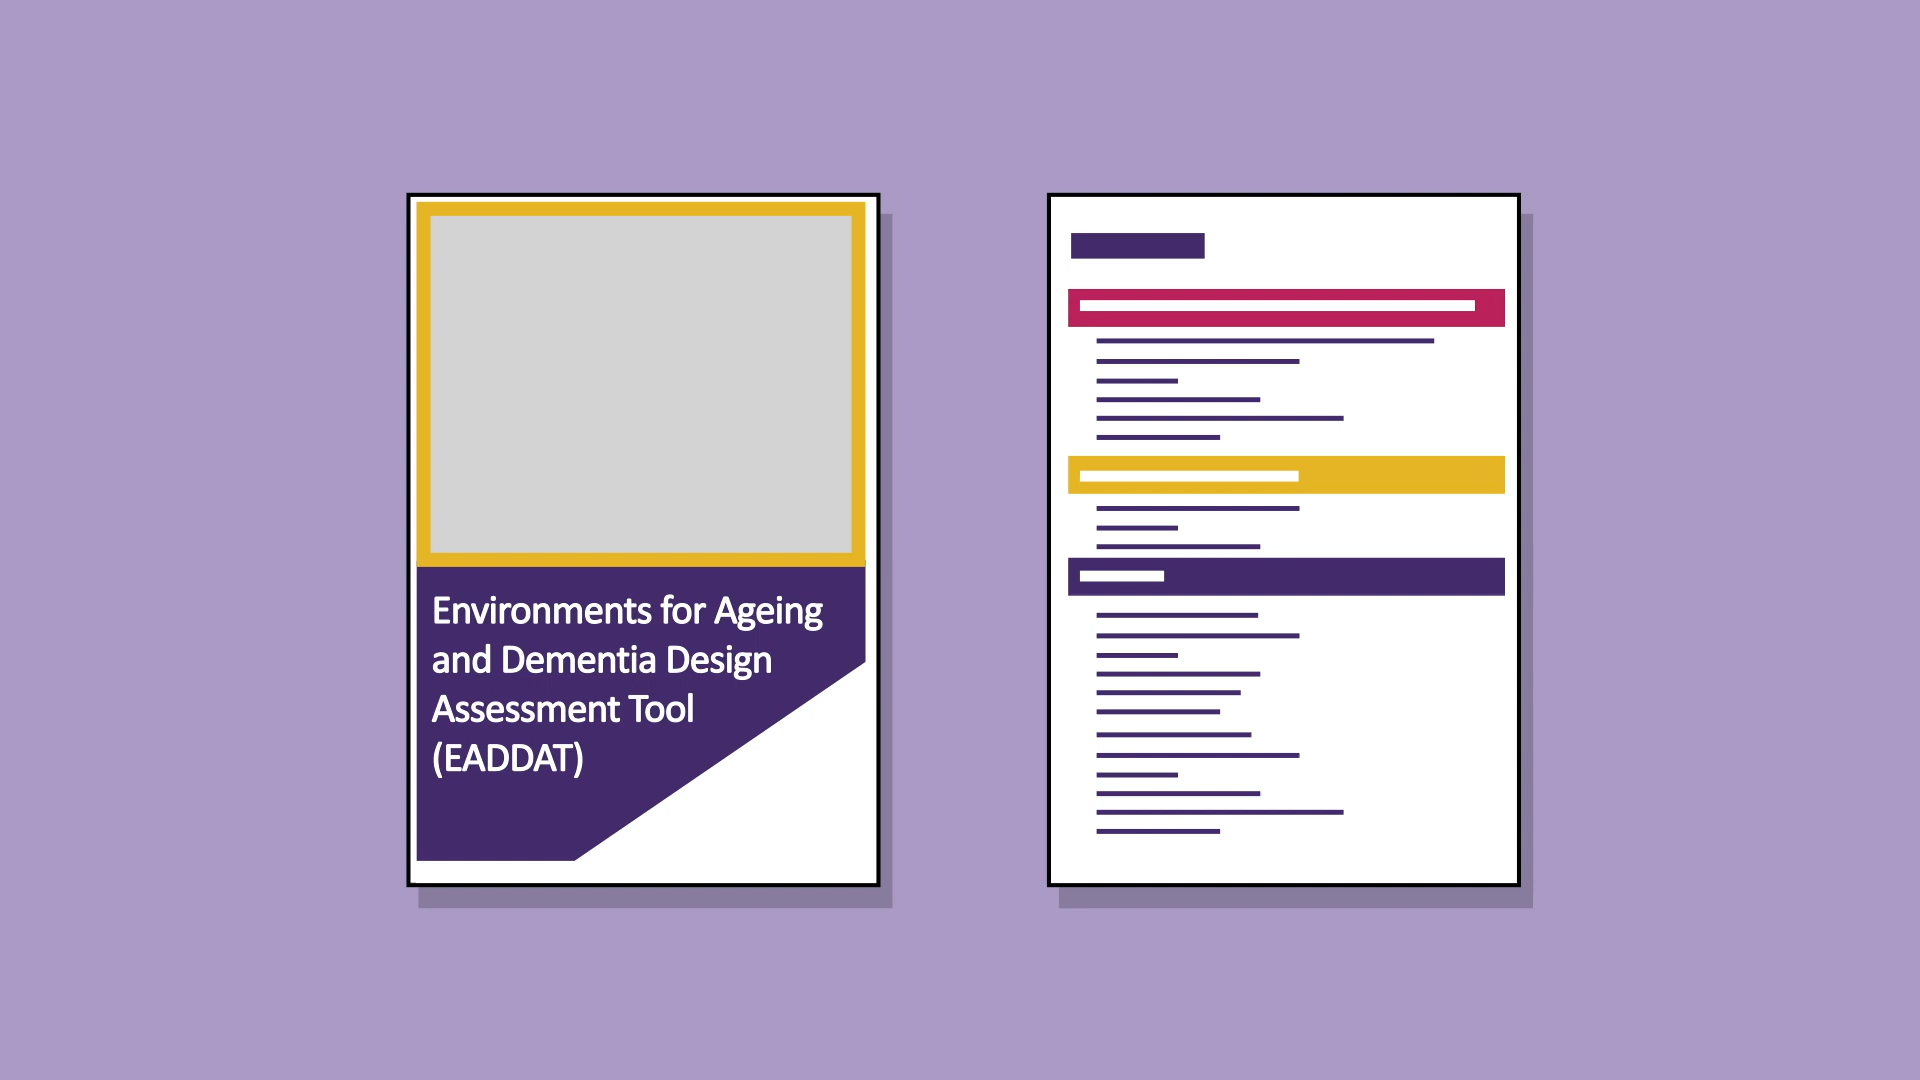 Environments for Ageing
and Dementia Design
Assessment Tool
(EADDAT)